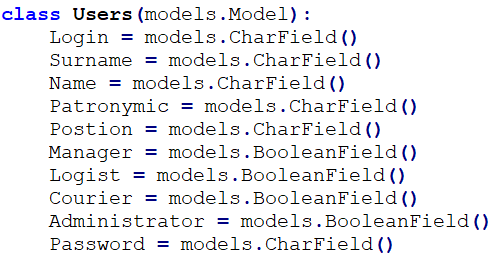 class Users(models.Model):
    Login = models.CharField()
    Surname = models.CharField()
    Name = models.CharField()
    Patronymic = models.CharField()
    Postion = models.CharField()
    Manager = models.BooleanField()
    Logist = models.BooleanField()
    Courier = models.BooleanField()
    Administrator = models.BooleanField()
    Password = models.CharField()